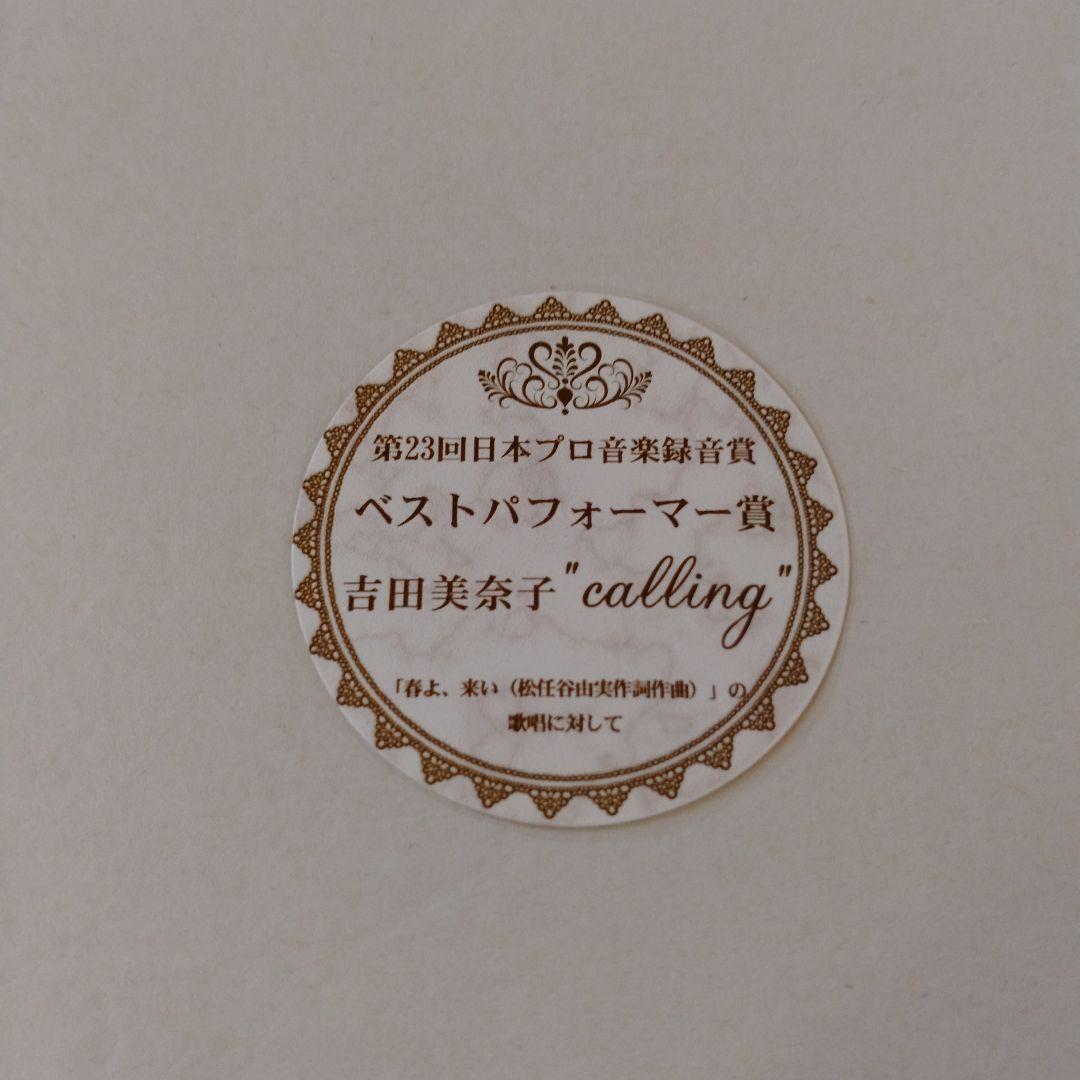 第23回日本プロ音楽録音賞
ベストパフォーマー賞
吉田美奈子"calling"
「春よ、来い（松任谷由実作詞作曲）」の
歌唱に対して